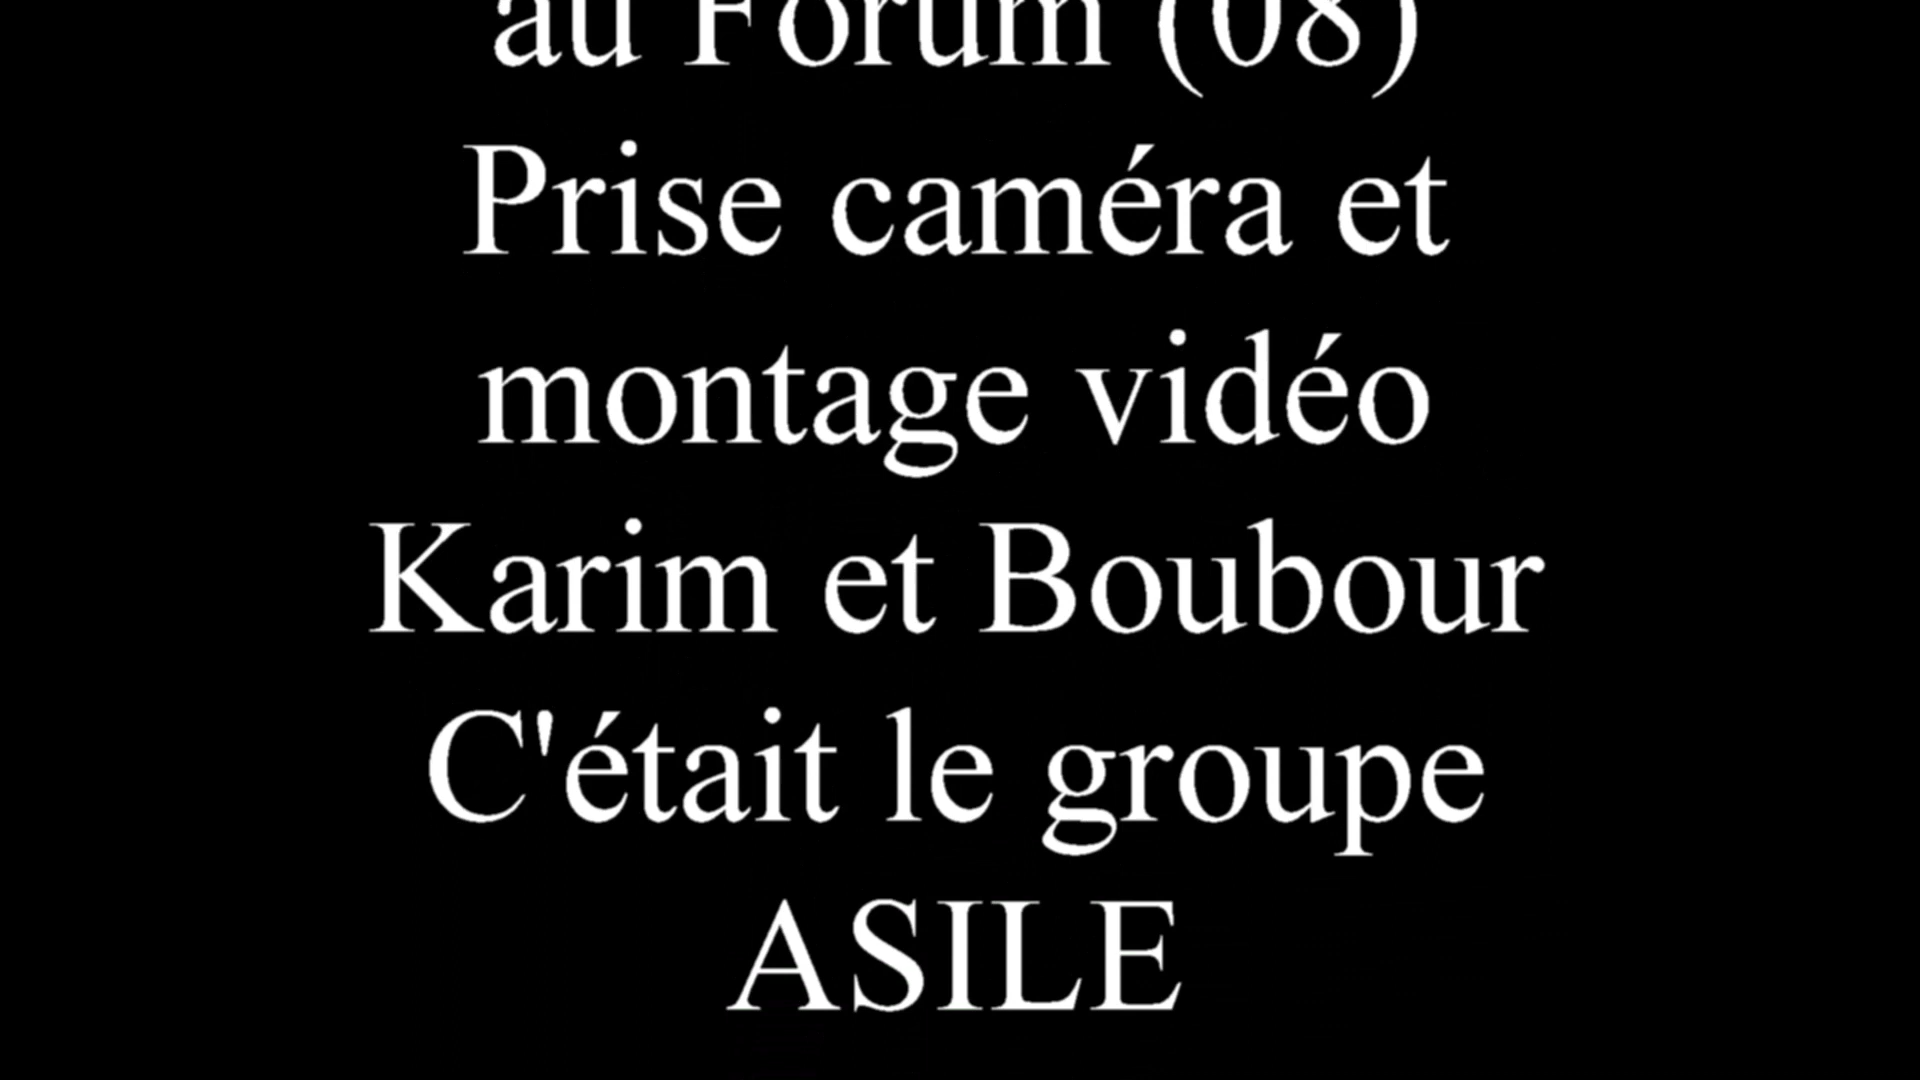 au Forum (08)
Prise caméra et
montage vidéo
Karim et Boubour
C'était le groupe
ASILE